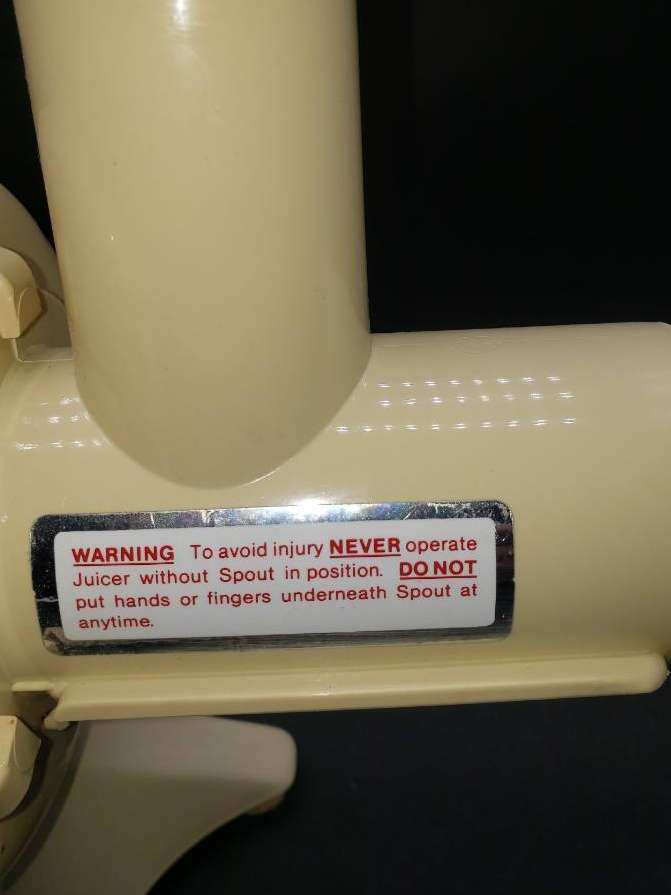 WARNING To avoid injury NEVER operate
Juicer without Spout in position. DO NOT
put hands or fingers underneath Spout at
anytime.